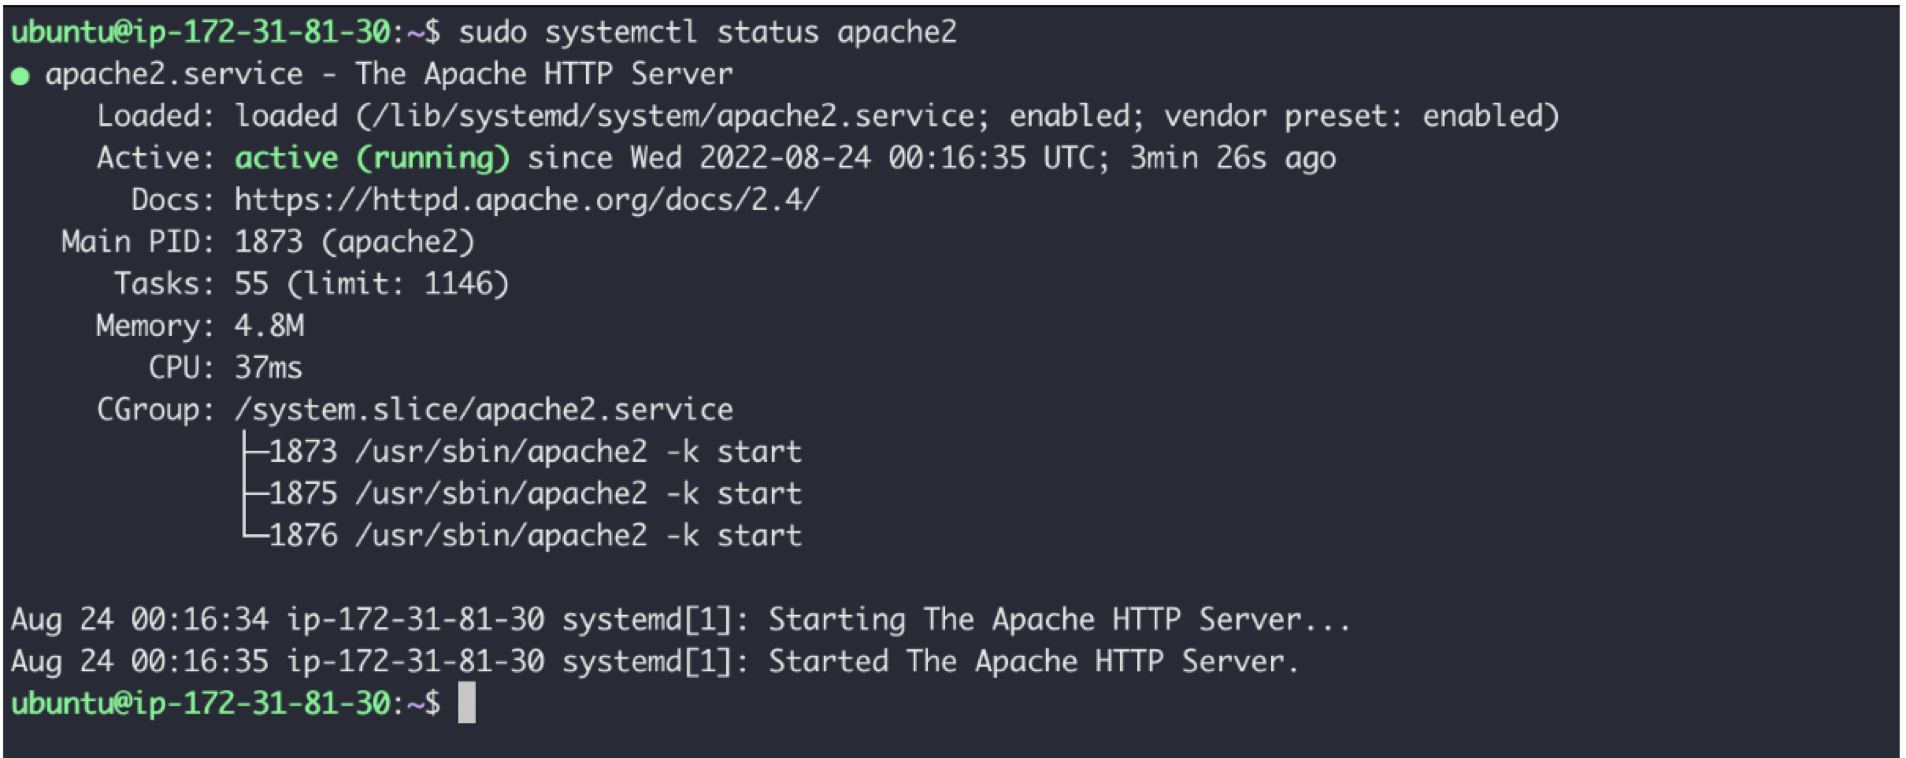 ubuntu@ip-172-31-81-30:~$ sudo systemctl status apache2
● apache2.service - The Apache HTTP Server
Loaded: loaded (/lib/systemd/system/apache2.service; enabled; vendor preset: enabled)
Active: active (running) since Wed 2022-08-24 00:16:35 UTC; 3min 26s ago
Docs: https://httpd.apache.org/docs/2.4/
Main PID: 1873 (apache2)
Tasks: 55 (limit: 1146)
Memory: 4.8M
CPU: 37ms
CGroup: /system.slice/apache2.service
├─1873 /usr/sbin/apache2 -k start
├─1875 /usr/sbin/apache2 -k start
└─1876 /usr/sbin/apache2 -k start
Aug 24 00:16:34 ip-172-31-81-30 systemd[1]: Starting The Apache HTTP Server...
Aug 24 00:16:35 ip-172-31-81-30 systemd[1]: Started The Apache HTTP Server.
ubuntu@ip-172-31-81-30:~$